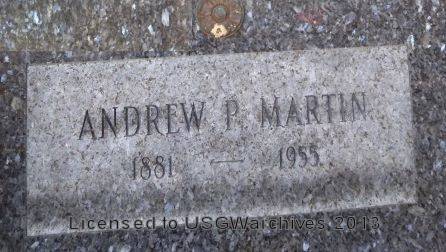 ANDREW P. MARTIN
1881 — 1955
Licensed to USGWarchives 2013